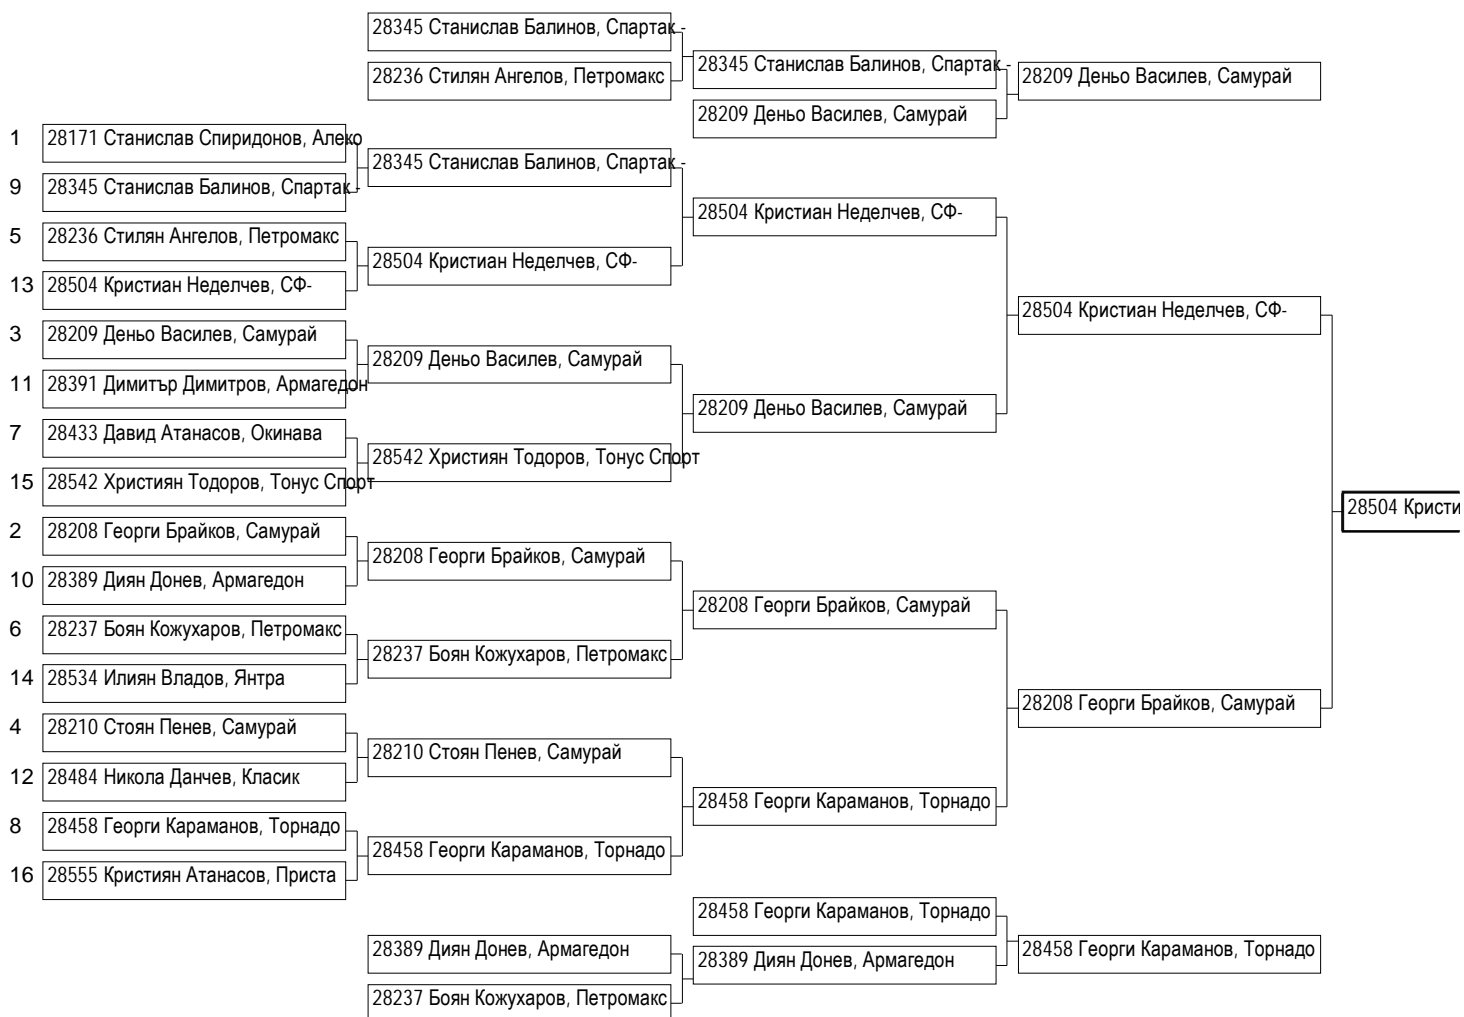 28345 Станислав Балинов, Спартак -
28236 Стилян Ангелов, Петромакс
28345 Станислав Балинов, Спартак -
28209 Деньо Василев, Самурай
28209 Деньо Василев, Самурай
1 28171 Станислав Спиридонов, Алеко
9 28345 Станислав Балинов, Спартак -
5 28236 Стилян Ангелов, Петромакс
13 28504 Кристиан Неделчев, СФ-
3 28209 Деньо Василев, Самурай
11 28391 Димитър Димитров, Армагедон
7 28433 Давид Атанасов, Окинава
15 28542 Християн Тодоров, Тонус Спорт
2 28208 Георги Брайков, Самурай
10 28389 Диян Донев, Армагедон
6 28237 Боян Кожухаров, Петромакс
14 28534 Илиян Владов, Янтра
4 28210 Стоян Пенев, Самурай
12 28484 Никола Данчев, Класик
8 28458 Георги Караманов, Торнадо
16 28555 Кристиян Атанасов, Приста
28345 Станислав Балинов, Спартак -
28504 Кристиан Неделчев, СФ-
28209 Деньо Василев, Самурай
28542 Християн Тодоров, Тонус Спорт
28208 Георги Брайков, Самурай
28237 Боян Кожухаров, Петромакс
28210 Стоян Пенев, Самурай
28458 Георги Караманов, Торнадо
28504 Кристиан Неделчев, СФ-
28209 Деньо Василев, Самурай
28208 Георги Брайков, Самурай
28458 Георги Караманов, Торнадо
28504 Кристиан Неделчев, СФ-
28208 Георги Брайков, Самурай
28504 Кристи
28389 Диян Донев, Армагедон
28237 Боян Кожухаров, Петромакс
28458 Георги Караманов, Торнадо
28389 Диян Донев, Армагедон
28458 Георги Караманов, Торнадо